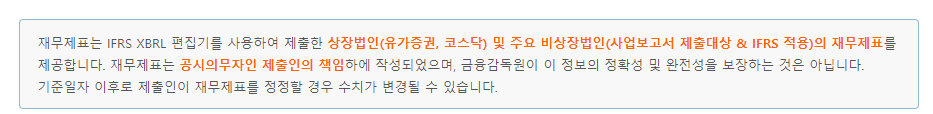 재무제표는 IFRS XBRL 편집기를 사용하여 제출한 상장법인(유가증권, 코스닥) 및 주요 비상장법인(사업보고서 제출대상 & IFRS 적용)의 재무제표를
제공합니다. 재무제표는 공시의무자인 제출인의 책임하에 작성되었으며, 금융감독원이 이 정보의 정확성 및 완전성을 보장하는 것은 아닙니다.
기준일자 이후로 제출인이 재무제표를 정정할 경우 수치가 변경될 수 있습니다.